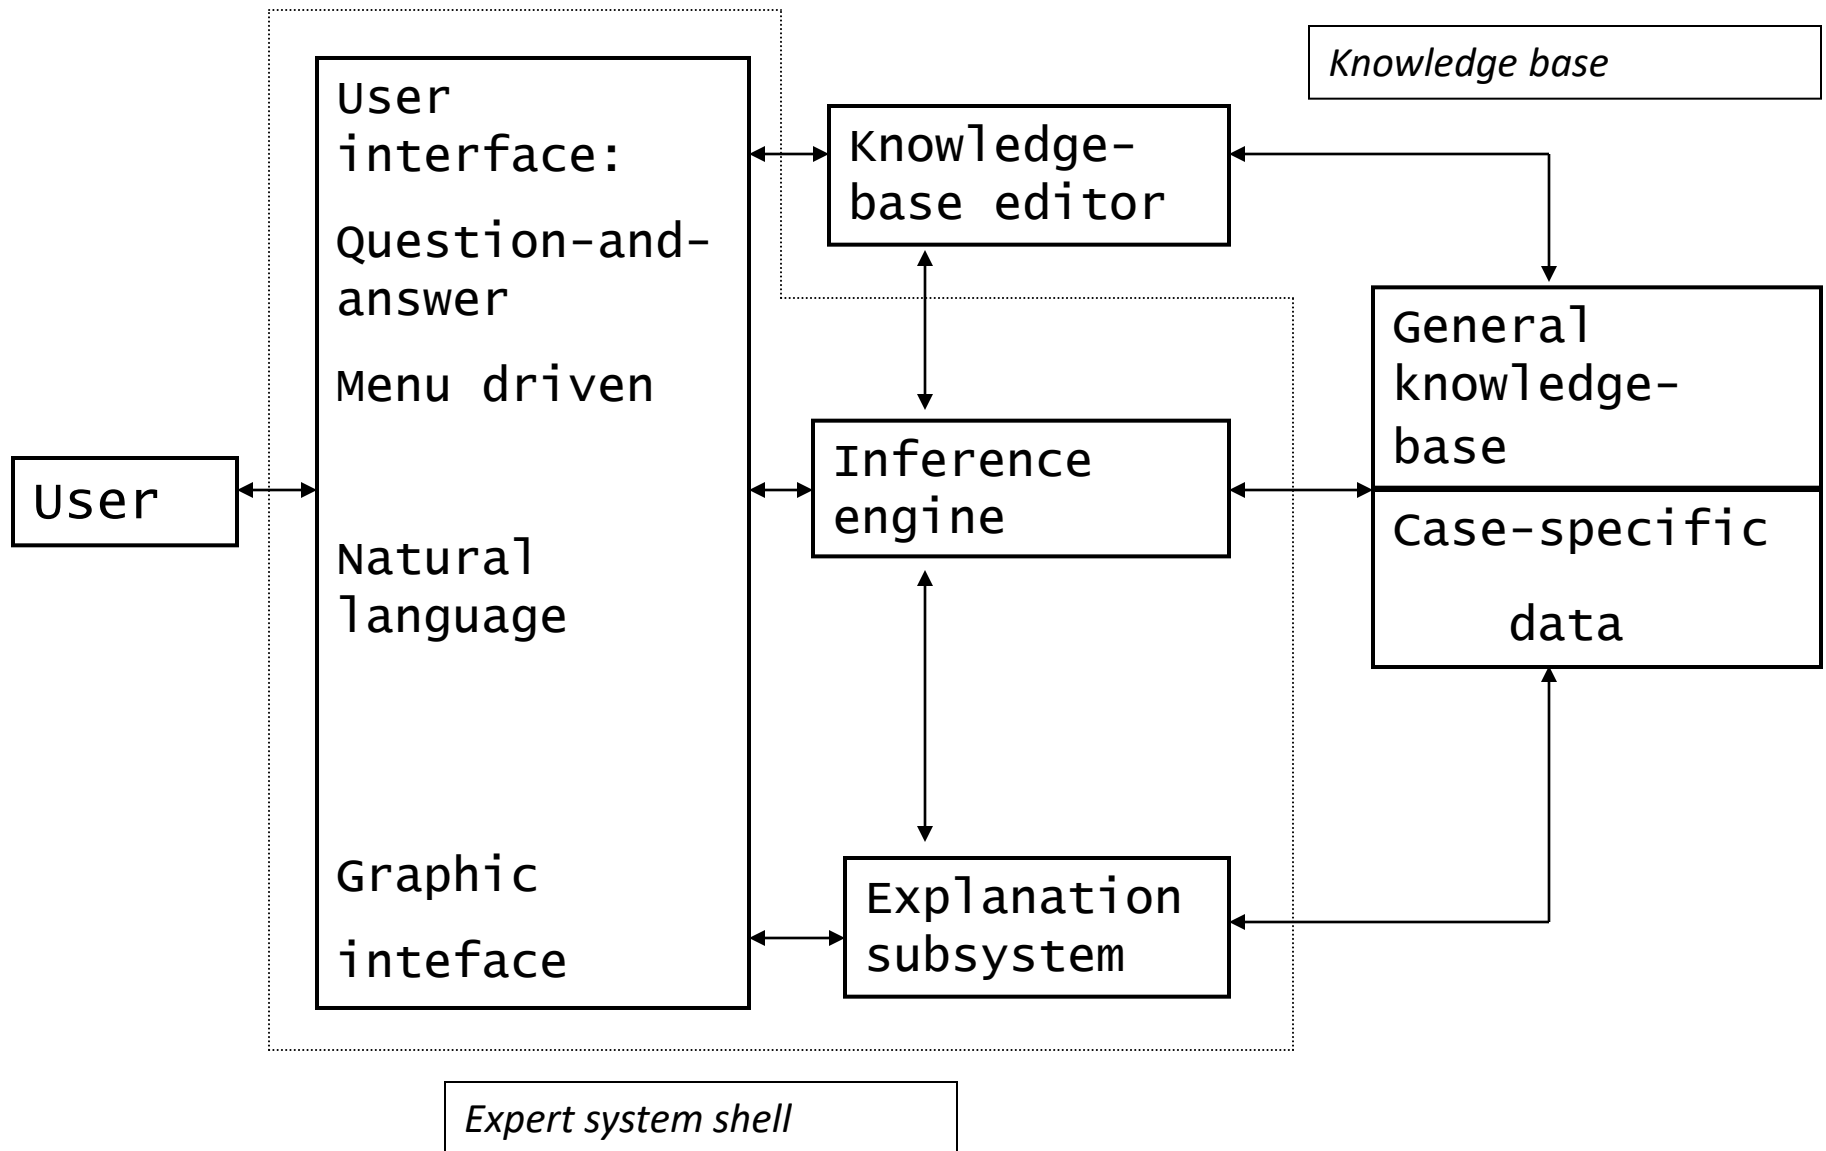 Knowledge base
User
interface:
Question-and-
answer
Menu driven
Natural
language
Graphic
inteface
Knowledge-
base editor
General
knowledge-
base
User
Inference
engine
Case-specific
data
Explanation
subsystem
Expert system shell